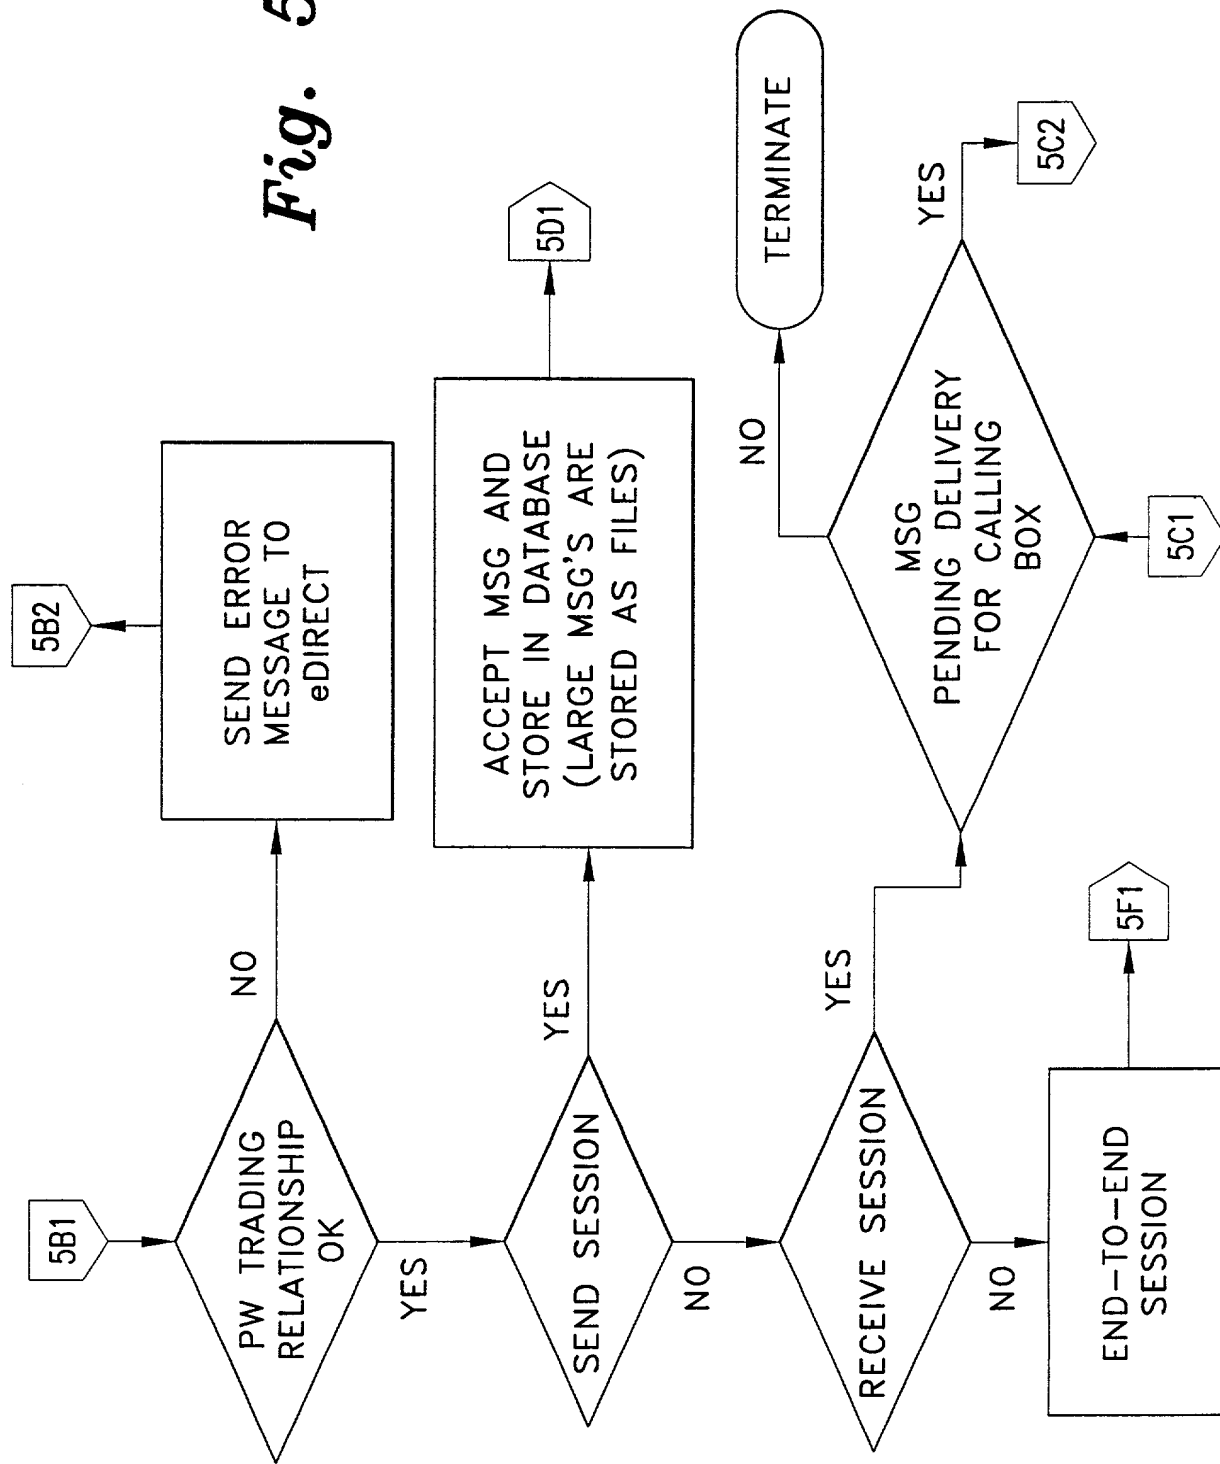 Fig. 5
5B1
PW TRADING
RELATIONSHIP
OK
NO
SEND ERROR
MESSAGE TO
eDIRECT
5B2
YES
SEND SESSION
YES
ACCEPT MSG AND
STORE IN DATABASE
(LARGE MSG'S ARE
STORED AS FILES)
5D1
NO
RECEIVE SESSION
YES
MSG
PENDING DELIVERY
FOR CALLING
BOX
NO
TERMINATE
YES
5C2
5C1
NO
END-TO-END
SESSION
5F1